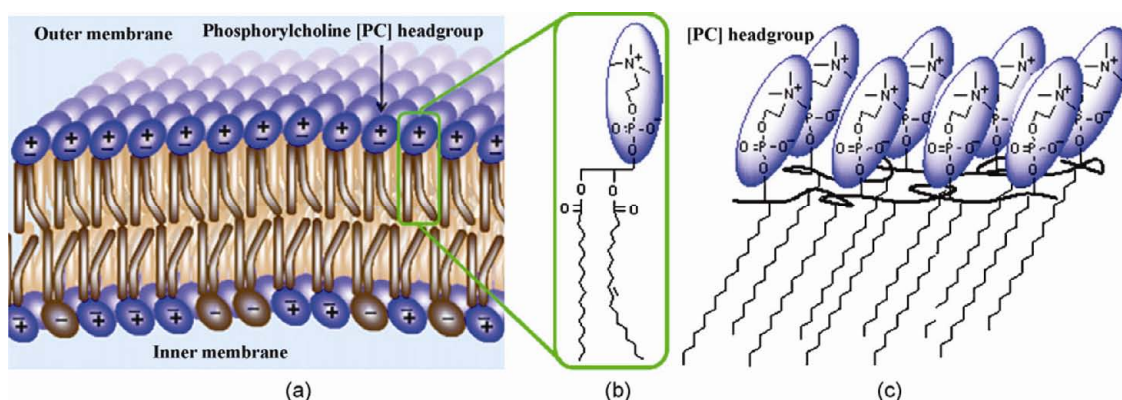 Outer membrane
Phosphorylcholine [PC] headgroup
Inner membrane
(a)
N+
O
O=P-O-
O
O
O
O
O
(b)
[PC] headgroup
N+
N+
N+
N+
N+
N+
N+
O
O
O
O
O=P-O-
O=P-O-
O=P-O-
O=P-O-
P
P
P
O
O
O
O
(c)